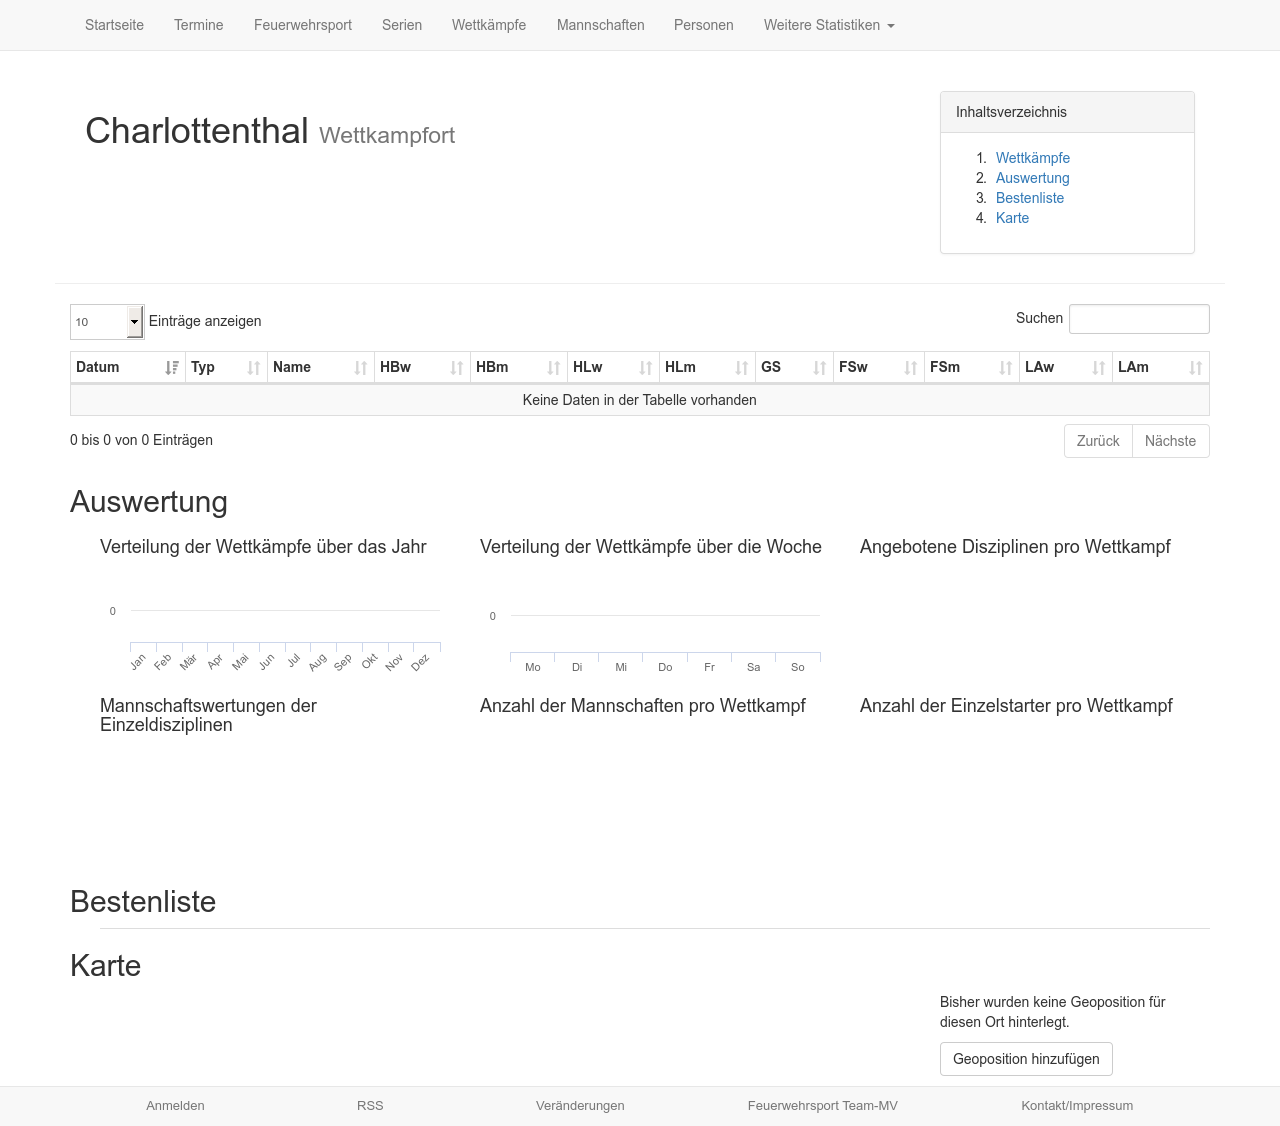 Startseite Termine Feuerwehrsport Serien Wettkämpfe Mannschaften Personen Weitere Statistiken
Charlottenthal Wettkampfort
Inhaltsverzeichnis
1. Wettkämpfe
2. Auswertung
3. Bestenliste
4. Karte
10 Einträge anzeigen
Suchen
Datum Typ Name HBw HBm HLw HLm GS FSw FSm LAw LAm
Keine Daten in der Tabelle vorhanden
0 bis 0 von 0 Einträgen
Zurück Nächste
Auswertung
Verteilung der Wettkämpfe über das Jahr
0
Jan Feb Mär Apr Mai Jun Jul Aug Sep Okt Nov Dez
Verteilung der Wettkämpfe über die Woche
0
Mo Di Mi Do Fr Sa So
Angebotene Disziplinen pro Wettkampf
Mannschaftswertungen der
Einzeldisziplinen
Anzahl der Mannschaften pro Wettkampf
Anzahl der Einzelstarter pro Wettkampf
Bestenliste
Karte
Bisher wurden keine Geoposition für
diesen Ort hinterlegt.
Geoposition hinzufügen
Anmelden RSS Veränderungen Feuerwehrsport Team-MV Kontakt/Impressum